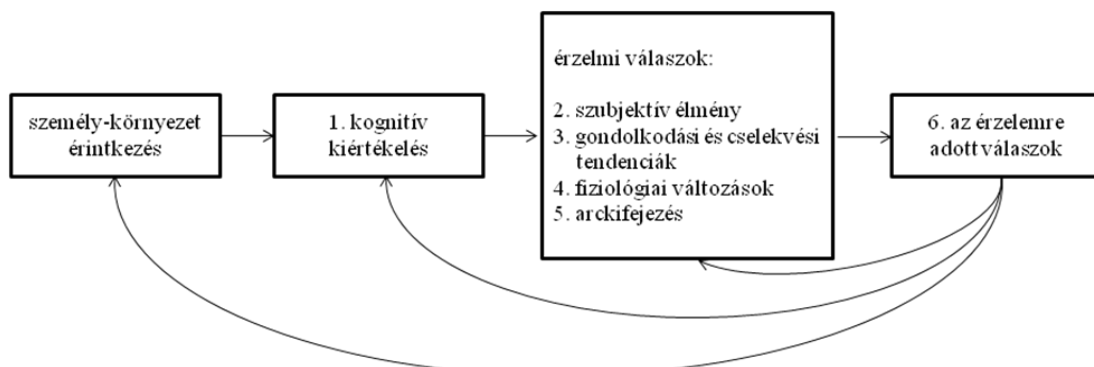 személy-környezet
érintkezés
1. kognitív
kiértékelés
érzelmi válaszok:
2. szubjektív élmény
3. gondolkodási és cselekvési
tendenciák
4. fiziológiai változások
5. arckifejezés
6. az érzelemre
adott válaszok